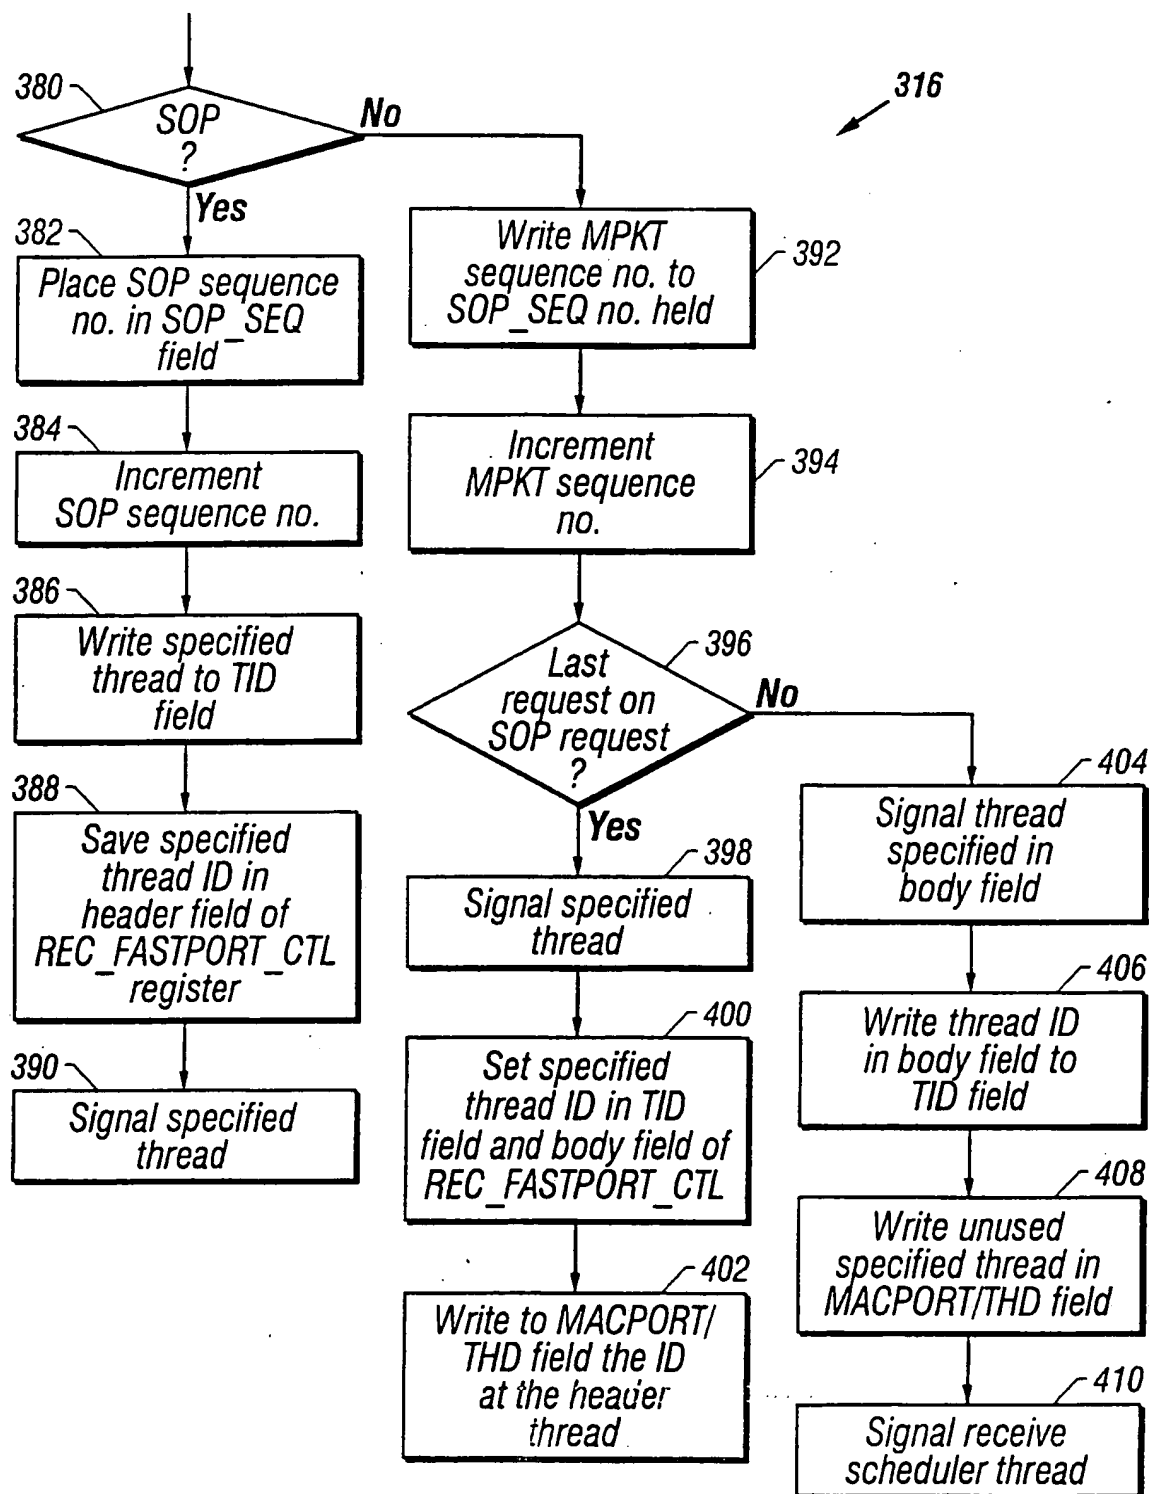 380
SOP
?
No
Yes
316
382
Place SOP sequence
no. in SOP_SEQ
field
384
Increment
SOP sequence no.
386
Write specified
thread to TID
field
388
Save specified
thread ID in
header field of
REC_FASTPORT_CTL
register
390
Signal specified
thread
Write MPKT
sequence no. to
SOP_SEQ no. held
392
Increment
MPKT sequence
no.
394
Last
request on
SOP request
?
396
No
Yes
398
Signal specified
thread
400
Set specified
thread ID in TID
field and body field of
REC_FASTPORT_CTL
402
Write to MACPORT/
THD field the ID
at the header
thread
404
Signal thread
specified in
body field
406
Write thread ID
in body field to
TID field
408
Write unused
specified thread in
MACPORT/THD field
410
Signal receive
scheduler thread